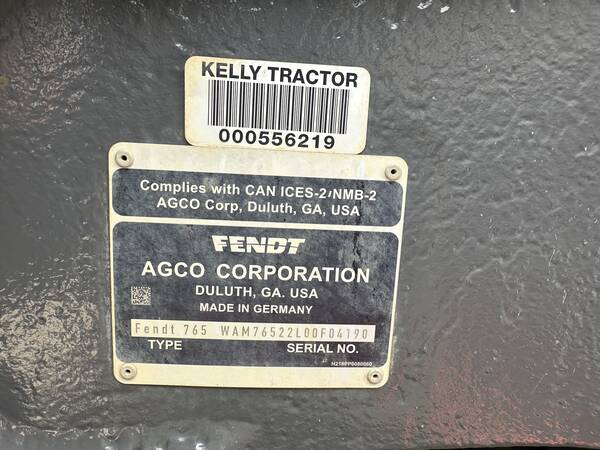 KELLY TRACTOR
000556219
Complies with CAN ICES-2/NMB-2
AGCO Corp, Duluth, GA, USA
FENDT
AGCO CORPORATION
DULUTH, GA. USA
MADE IN GERMANY
Fendt 765 WAM76522L00F04190
TYPE SERIAL NO.
H218PP0080060